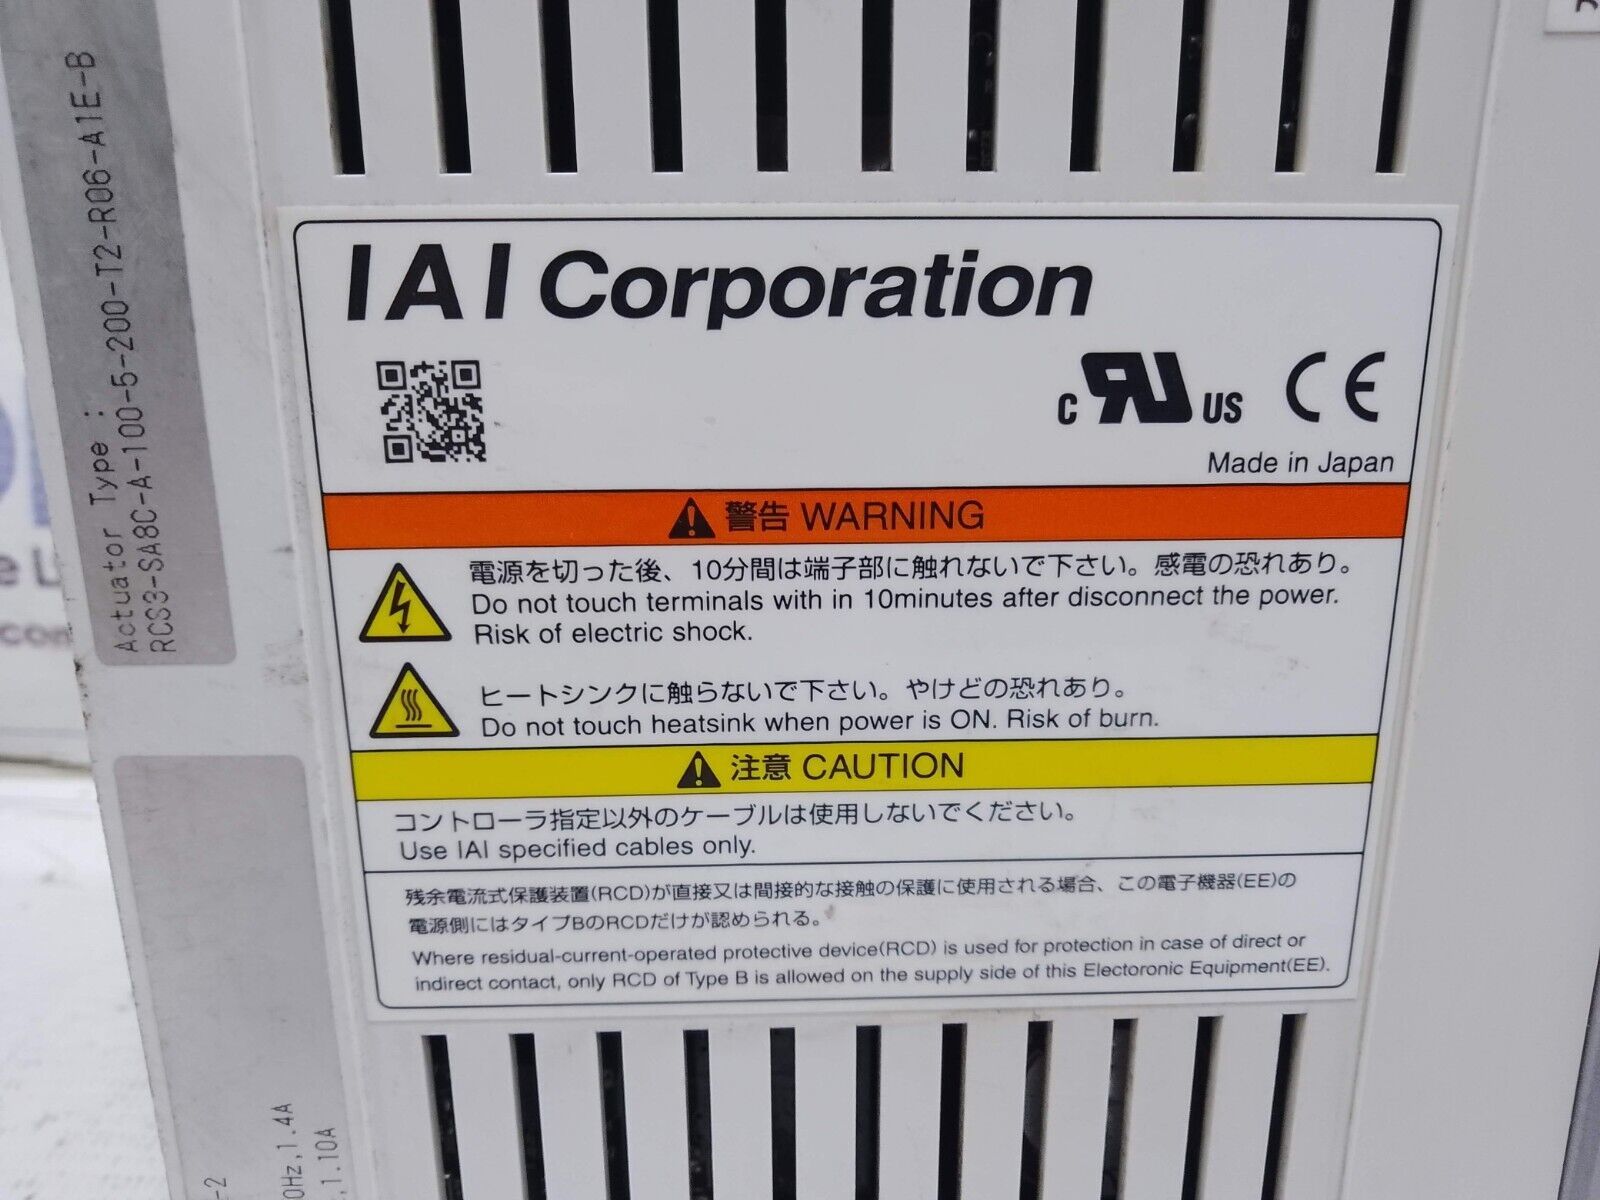 Actuator Type :
RCS3-SA8C-A-100-5-200-T2-R06-A1E-B
IAI Corporation
c RU US CE
Made in Japan
警告 WARNING
電源を切った後、10分間は端子部に触れないで下さい。感電の恐れあり。
Do not touch terminals with in 10minutes after disconnect the power.
Risk of electric shock.
ヒートシンクに触らないで下さい。やけどの恐れあり。
Do not touch heatsink when power is ON. Risk of burn.
注意 CAUTION
コントローラ指定以外のケーブルは使用しないでください。
Use IAI specified cables only.
残余電流式保護装置(RCD)が直接又は間接的な接触の保護に使用される場合、この電子機器(EE)の
電源側にはタイプBのRCDだけが認められる。
Where residual-current-operated protective device(RCD) is used for protection in case of direct or
indirect contact, only RCD of Type B is allowed on the supply side of this Electoronic Equipment(EE).
-2
0Hz,1.4A
1.10A